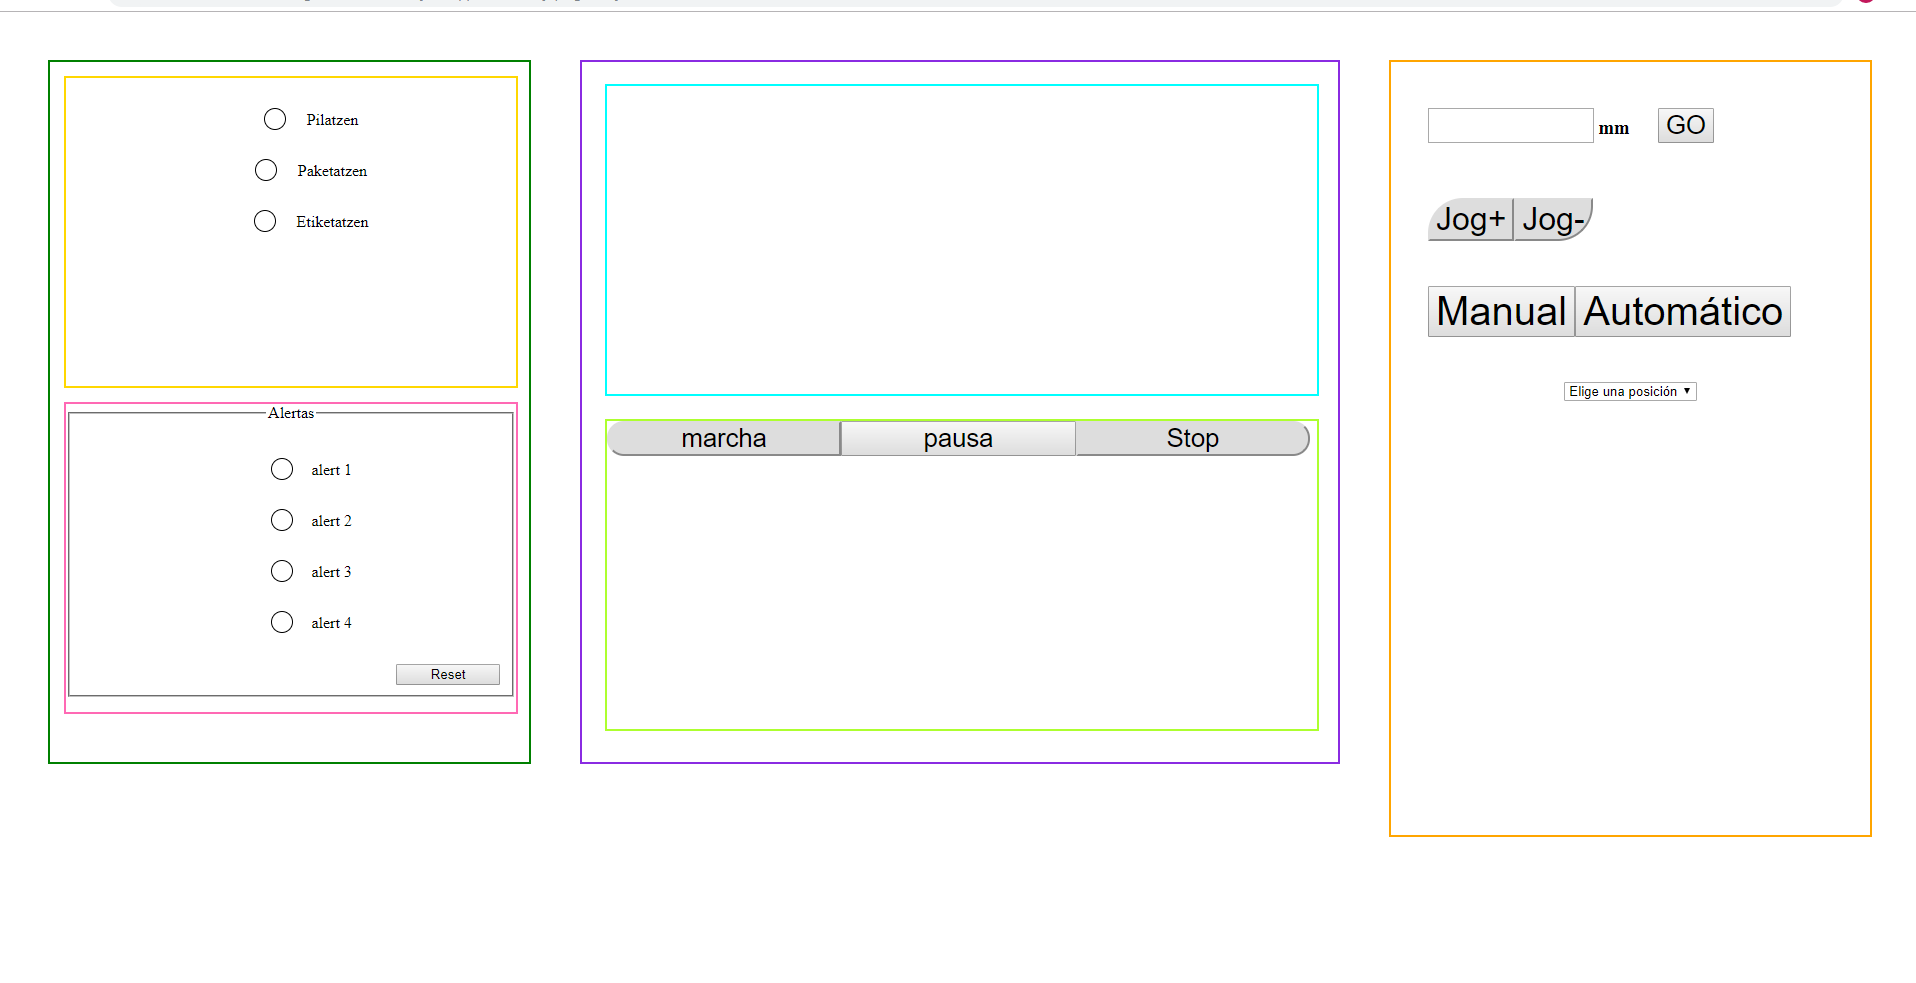 Pilatzen
Paketatzen
Etiketatzen
Alertas
alert 1
alert 2
alert 3
alert 4
Reset
marcha pausa Stop
mm GO
Jog+ Jog-
Manual Automático
Elige una posición